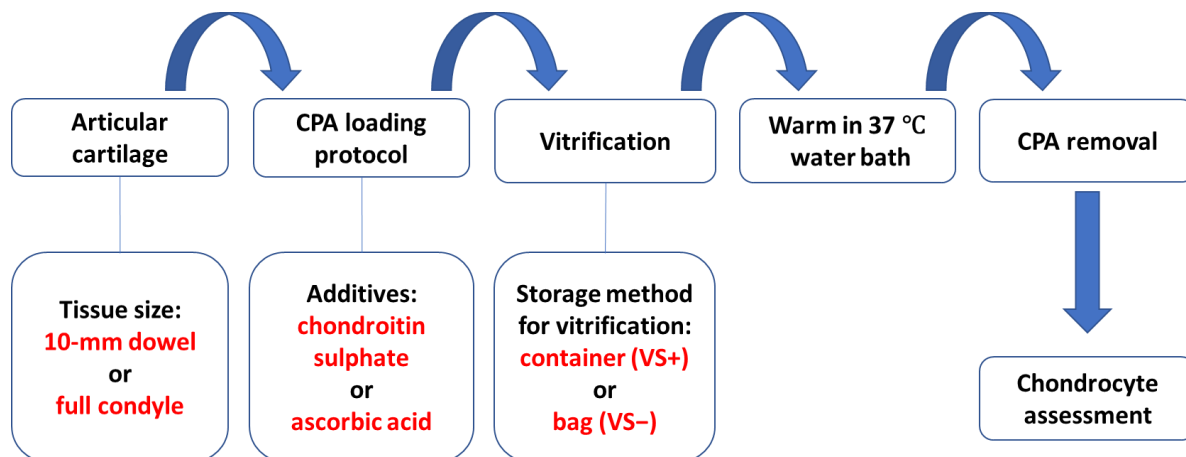 Articular
cartilage
CPA loading
protocol
Vitrification
Warm in 37 ℃
water bath
CPA removal
Tissue size:
10-mm dowel
or
full condyle
Additives:
chondroitin
sulphate
or
ascorbic acid
Storage method
for vitrification:
container (VS+)
or
bag (VS−)
Chondrocyte
assessment